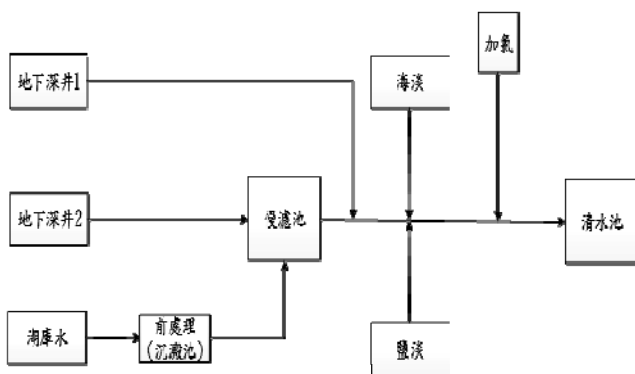 加氯
地下深井1
海淡
地下深井2
慢濾池
清水池
湖庫水
前處理
(沉澱池)
鹽淡